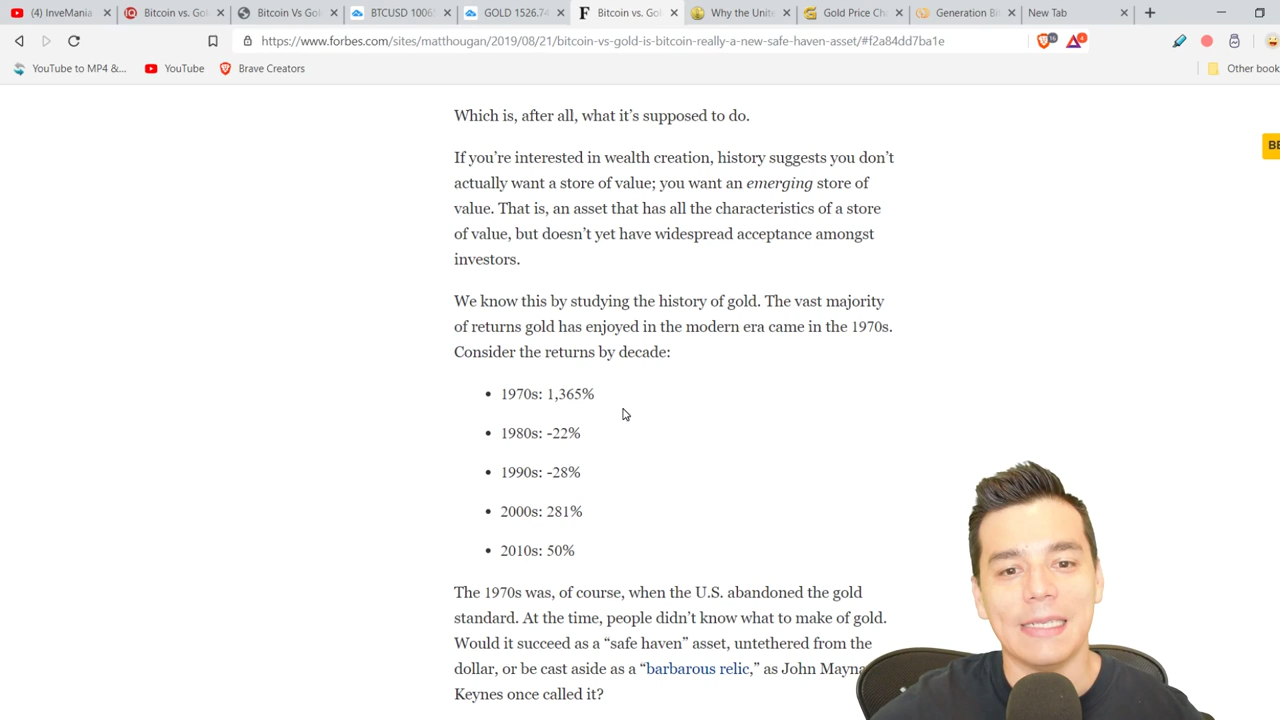 (4) InveMania
Bitcoin vs. Go
Bitcoin Vs Gol
BTCUSD 1006
GOLD 1526.74
Bitcoin vs. Gol
Why the Unite
Gold Price Ch
Generation Bi
New Tab
https://www.forbes.com/sites/matthougan/2019/08/21/bitcoin-vs-gold-is-bitcoin-really-a-new-safe-haven-asset/#f2a84dd7ba1e
16
4
YouTube to MP4 &...
YouTube
Brave Creators
Other book
BE
Which is, after all, what it's supposed to do.
If you're interested in wealth creation, history suggests you don't
actually want a store of value; you want an emerging store of
value. That is, an asset that has all the characteristics of a store
of value, but doesn't yet have widespread acceptance amongst
investors.
We know this by studying the history of gold. The vast majority
of returns gold has enjoyed in the modern era came in the 1970s.
Consider the returns by decade:
• 1970s: 1,365%
• 1980s: -22%
• 1990s: -28%
• 2000s: 281%
• 2010s: 50%
The 1970s was, of course, when the U.S. abandoned the gold
standard. At the time, people didn't know what to make of gold.
Would it succeed as a "safe haven" asset, untethered from the
dollar, or be cast aside as a "barbarous relic," as John Mayna
Keynes once called it?